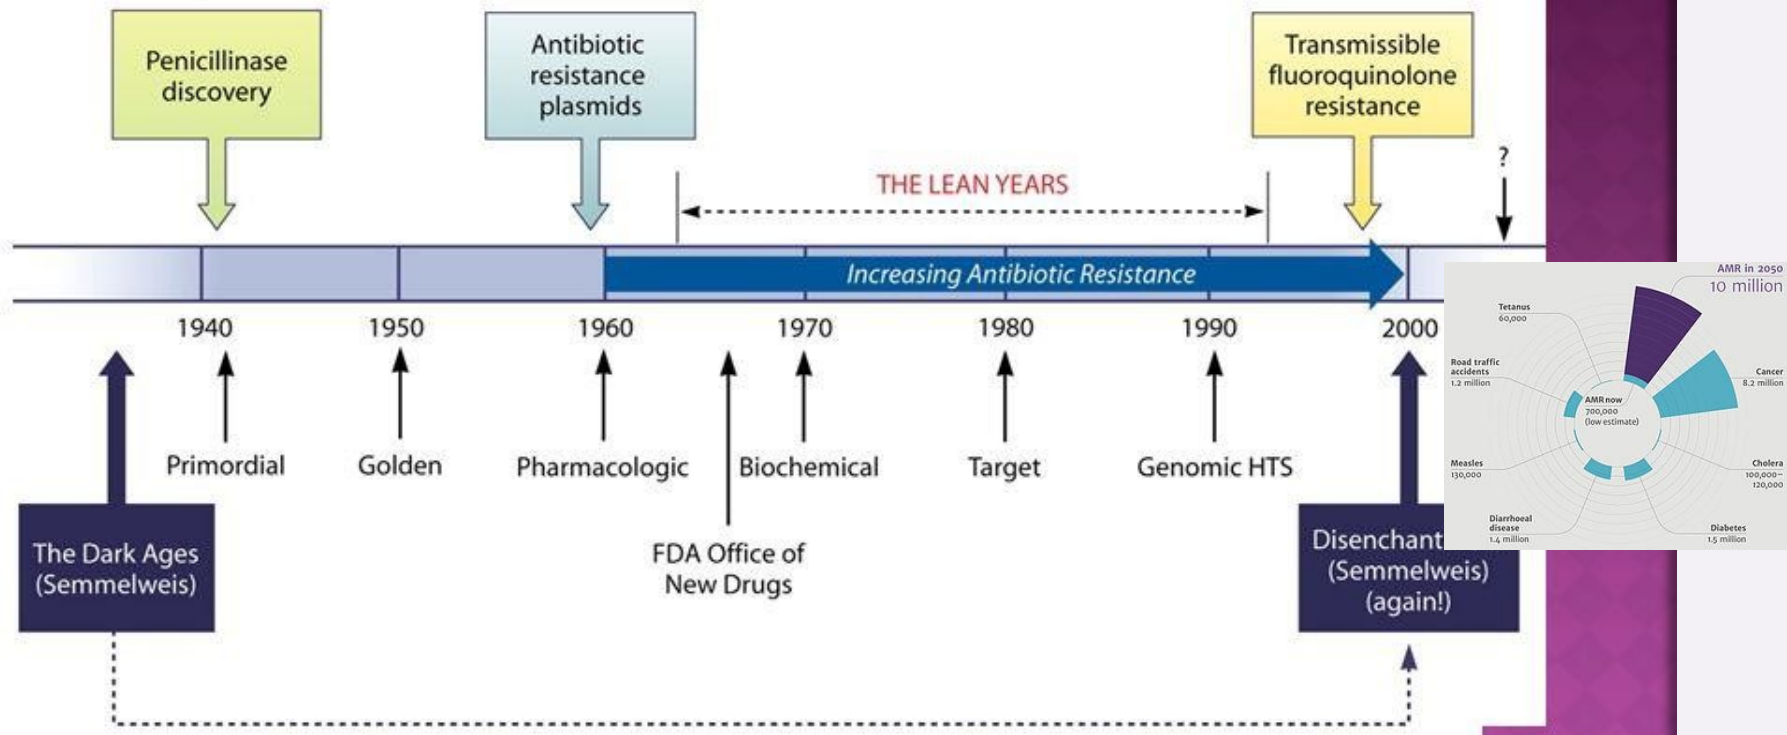 Penicillinase
discovery
Antibiotic
resistance
plasmids
Transmissible
fluoroquinolone
resistance
?
THE LEAN YEARS
Increasing Antibiotic Resistance
1940
1950
1960
1970
1980
1990
2000
Primordial
Golden
Pharmacologic
Biochemical
Target
Genomic HTS
The Dark Ages
(Semmelweis)
FDA Office of
New Drugs
Disenchant
(Semmelweis)
(again!)
AMR in 2050
10 million
Tetanus
60,000
Road traffic
accidents
1.2 million
Cancer
8.2 million
AMR now
700,000
(low estimate)
Measles
130,000
Cholera
100,000–
120,000
Diarrhoeal
disease
1.4 million
Diabetes
1.5 million